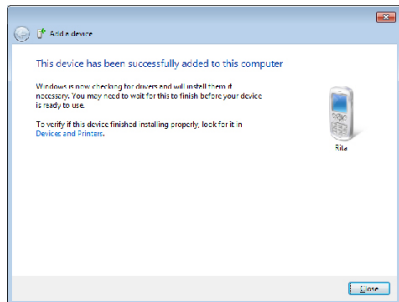 Add a device
This device has been successfully added to this computer
Windows is now checking for drivers and will install them if
necessary. You may need to wait for this to finish before your device
is ready to use.
To verify if this device finished installing properly, look for it in
Devices and Printers.
Rita
Close